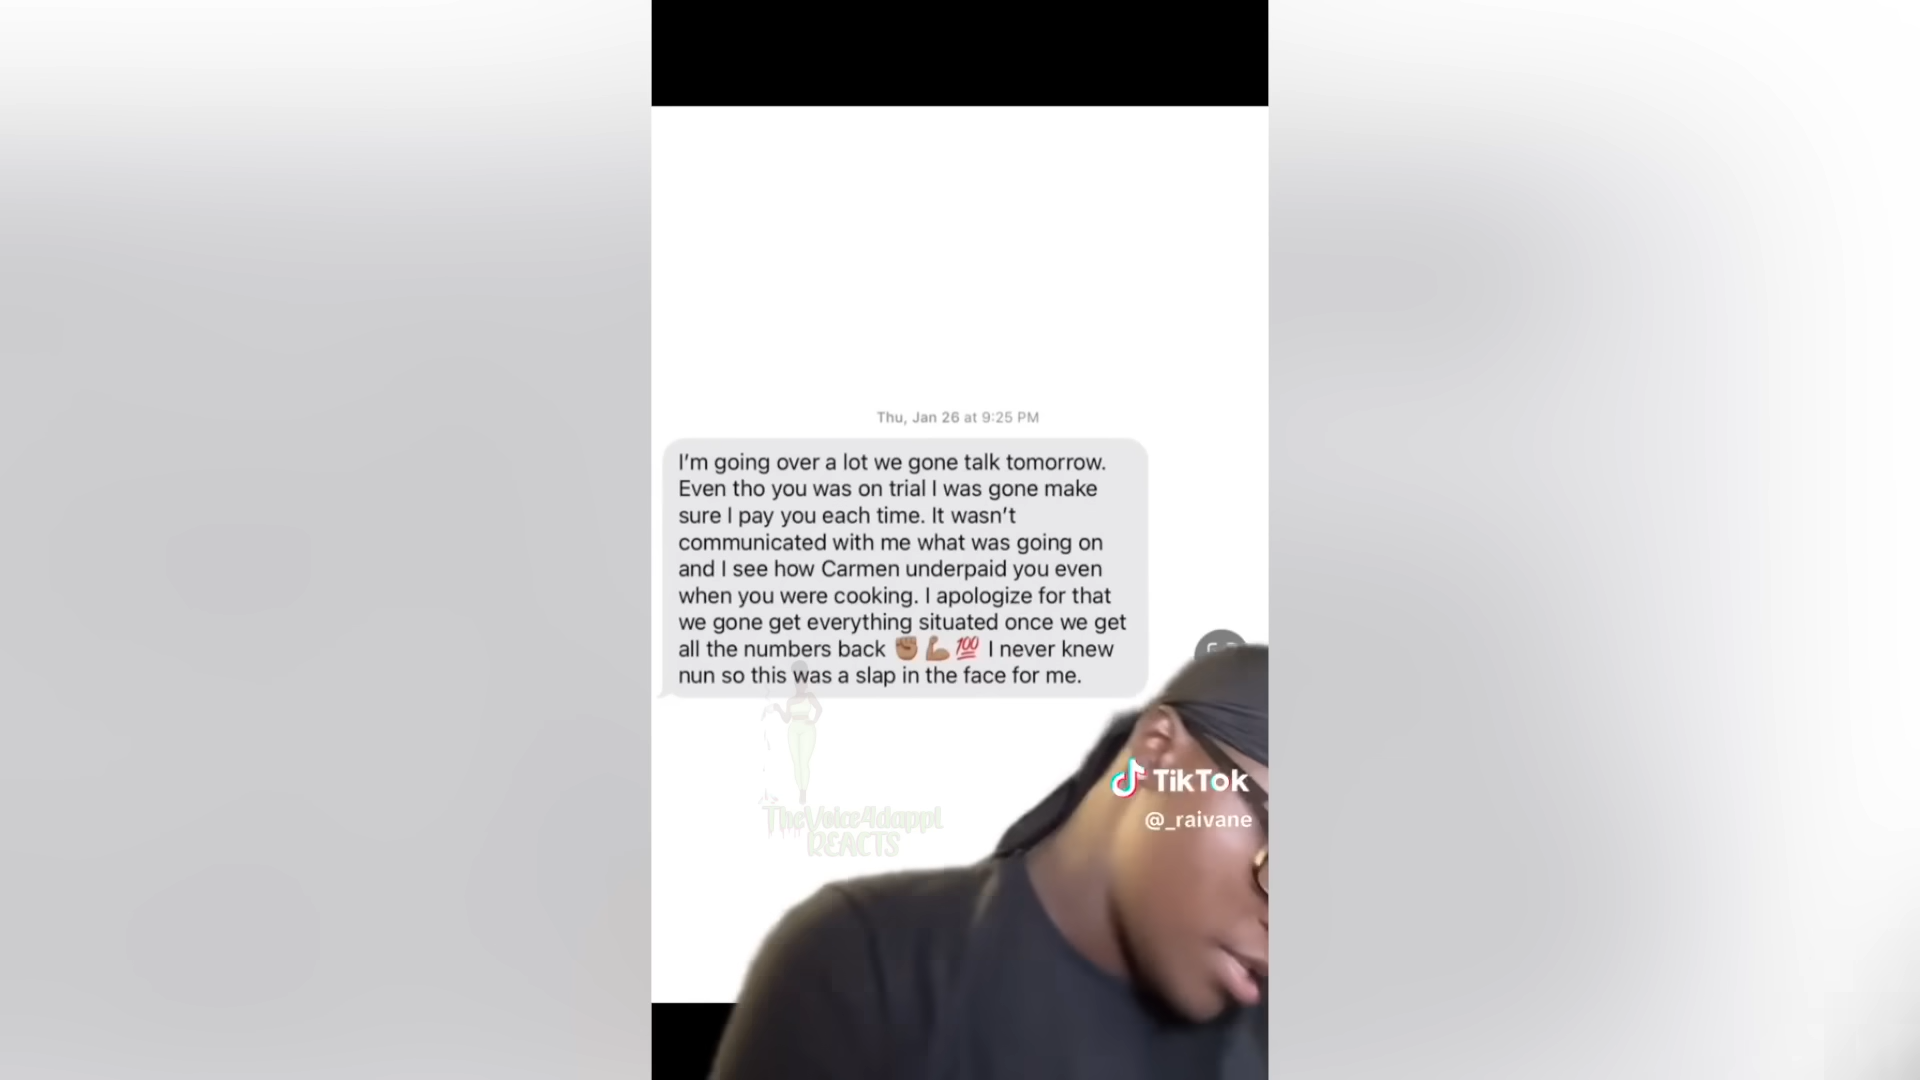 Thu, Jan 26 at 9:25 PM
I'm going over a lot we gone talk tomorrow.
Even tho you was on trial I was gone make
sure I pay you each time. It wasn't
communicated with me what was going on
and I see how Carmen underpaid you even
when you were cooking. I apologize for that
we gone get everything situated once we get
all the numbers back ✊🏽💪🏽💯 I never knew
nun so this was a slap in the face for me.
TikTok
@_raivane
TheVoice4dappl
REACTS